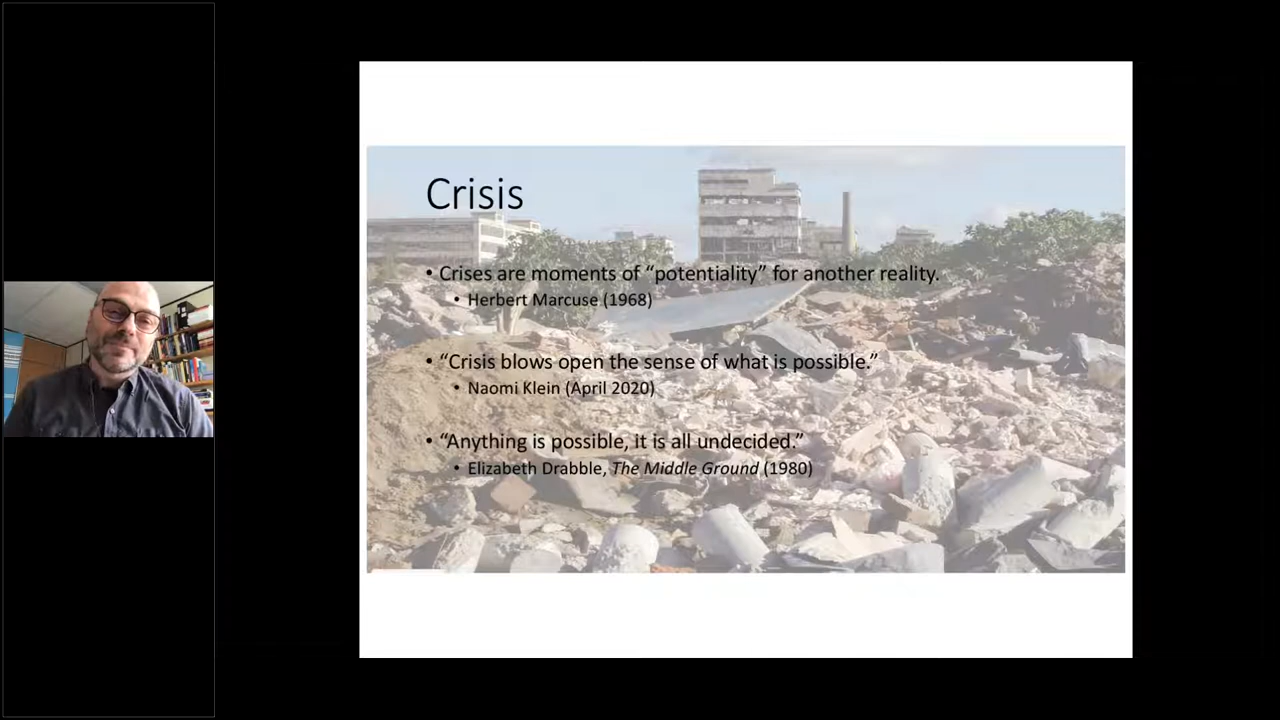 Crisis
• Crises are moments of “potentiality” for another reality.
• Herbert Marcuse (1968)
• “Crisis blows open the sense of what is possible.”
• Naomi Klein (April 2020)
• “Anything is possible, it is all undecided.”
• Elizabeth Drabble, The Middle Ground (1980)